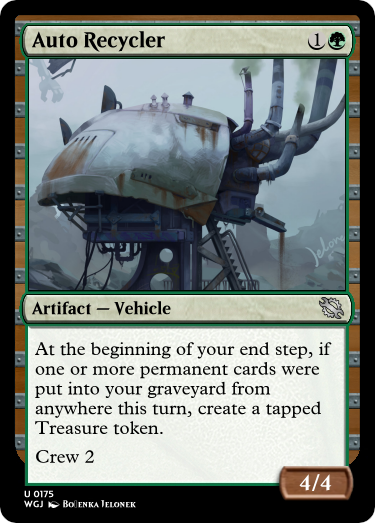 Auto Recycler 1
Artifact — Vehicle
At the beginning of your end step, if
one or more permanent cards were
put into your graveyard from
anywhere this turn, create a tapped
Treasure token.
Crew 2
4/4
U 0175
WGJ